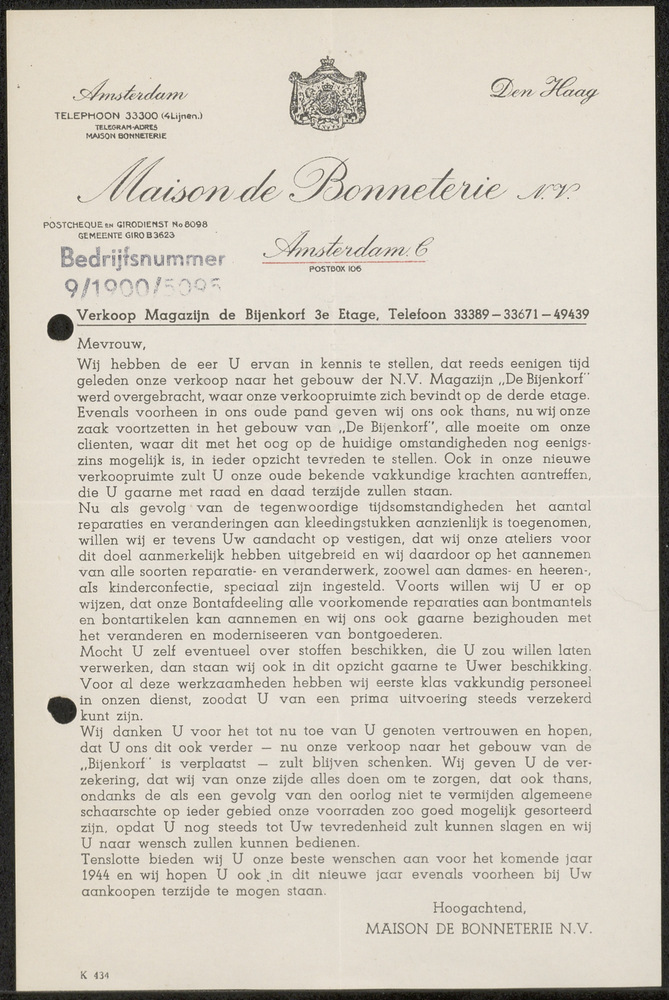 Amsterdam
Den Haag
TELEPHOON 33300 (4Lijnen.)
TELEGRAM-ADRES
MAISON BONNETERIE
Maison de Bonneterie N.V.
POSTCHEQUE EN GIRODIENST No 8098
GEMEENTE GIRO B 3623
Amsterdam. C
POSTBOX 106
Bedrijfsnummer
9/1900/5095
Verkoop Magazijn de Bijenkorf 3e Etage, Telefoon 33389 – 33671 – 49439
Mevrouw,
Wij hebben de eer U ervan in kennis te stellen, dat reeds eenigen tijd
geleden onze verkoop naar het gebouw der N.V. Magazijn „De Bijenkorf"
werd overgebracht, waar onze verkoopruimte zich bevindt op de derde etage.
Evenals voorheen in ons oude pand geven wij ons ook thans, nu wij onze
zaak voortzetten in het gebouw van „De Bijenkorf", alle moeite om onze
clienten, waar dit met het oog op de huidige omstandigheden nog eenigs-
zins mogelijk is, in ieder opzicht tevreden te stellen. Ook in onze nieuwe
verkoopruimte zult U onze oude bekende vakkundige krachten aantreffen,
die U gaarne met raad en daad terzijde zullen staan.
Nu als gevolg van de tegenwoordige tijdsomstandigheden het aantal
reparaties en veranderingen aan kleedingstukken aanzienlijk is toegenomen,
willen wij er tevens Uw aandacht op vestigen, dat wij onze ateliers voor
dit doel aanmerkelijk hebben uitgebreid en wij daardoor op het aannemen
van alle soorten reparatie- en veranderwerk, zoowel aan dames- en heeren-,
als kinderconfectie, speciaal zijn ingesteld. Voorts willen wij U er op
wijzen, dat onze Bontafdeeling alle voorkomende reparaties aan bontmantels
en bontartikelen kan aannemen en wij ons ook gaarne bezighouden met
het veranderen en moderniseeren van bontgoederen.
Mocht U zelf eventueel over stoffen beschikken, die U zou willen laten
verwerken, dan staan wij ook in dit opzicht gaarne te Uwer beschikking.
Voor al deze werkzaamheden hebben wij eerste klas vakkundig personeel
in onzen dienst, zoodat U van een prima uitvoering steeds verzekerd
kunt zijn.
Wij danken U voor het tot nu toe van U genoten vertrouwen en hopen,
dat U ons dit ook verder — nu onze verkoop naar het gebouw van de
„Bijenkorf" is verplaatst — zult blijven schenken. Wij geven U de ver-
zekering, dat wij van onze zijde alles doen om te zorgen, dat ook thans,
ondanks de als een gevolg van den oorlog niet te vermijden algemeene
schaarschte op ieder gebied onze voorraden zoo goed mogelijk gesorteerd
zijn, opdat U nog steeds tot Uw tevredenheid zult kunnen slagen en wij
U naar wensch zullen kunnen bedienen.
Tenslotte bieden wij U onze beste wenschen aan voor het komende jaar
1944 en wij hopen U ook in dit nieuwe jaar evenals voorheen bij Uw
aankoopen terzijde te mogen staan.
Hoogachtend,
MAISON DE BONNETERIE N.V.
K 434